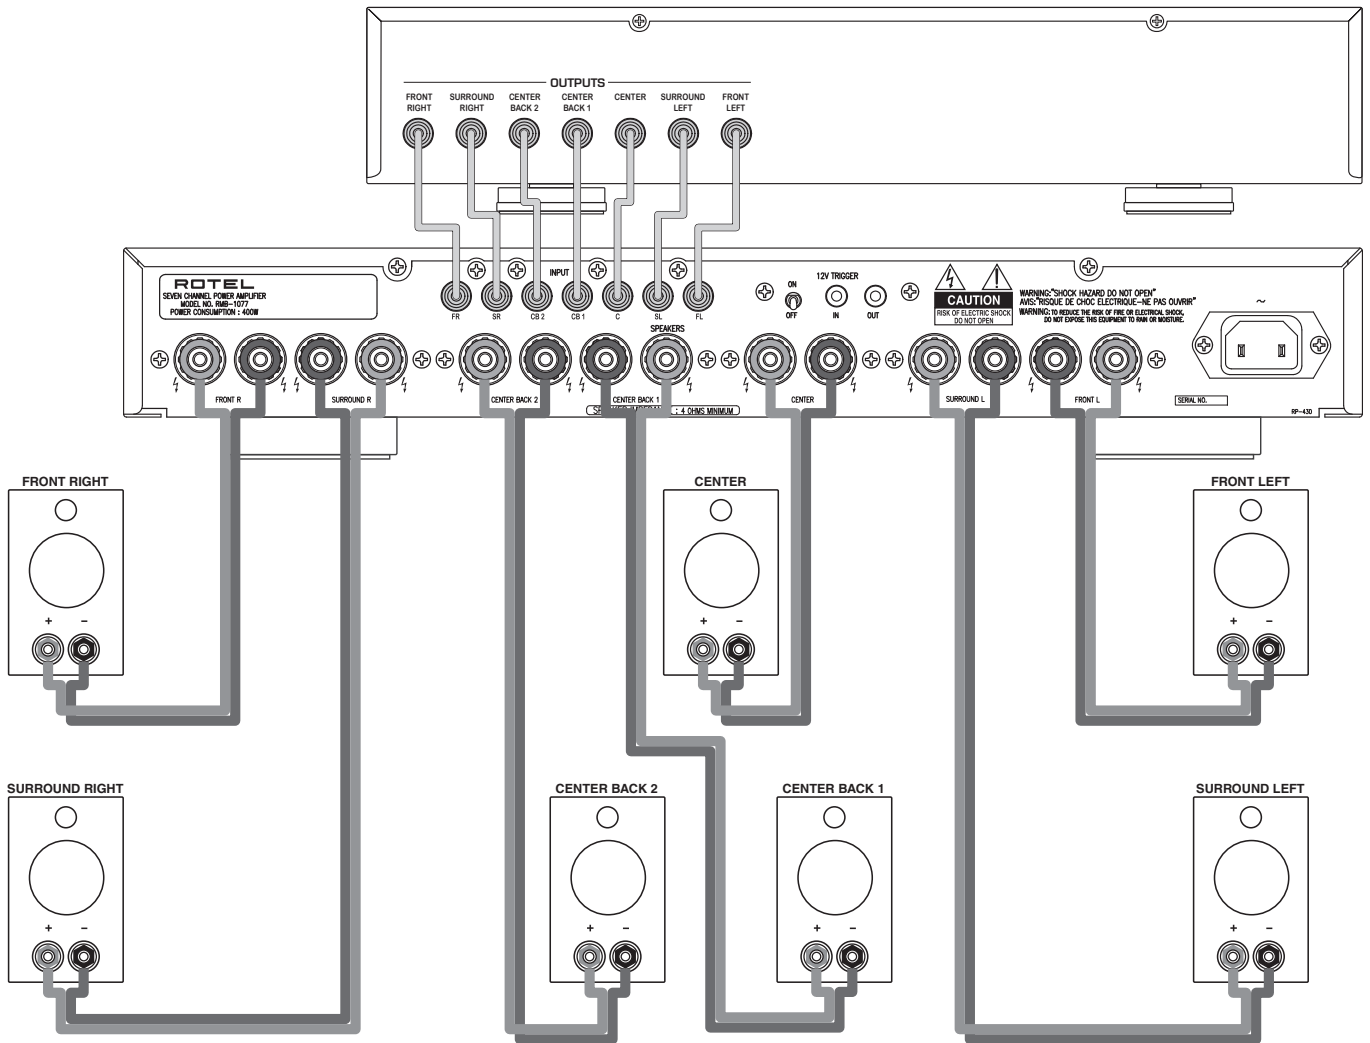 OUTPUTS
FRONT RIGHT
SURROUND RIGHT
CENTER BACK 2
CENTER BACK 1
CENTER
SURROUND LEFT
FRONT LEFT
ROTEL
SEVEN CHANNEL POWER AMPLIFIER
MODEL NO. RMB-1077
POWER CONSUMPTION : 400W
INPUT
FR
SR
CB 2
CB 1
C
SL
FL
12V TRIGGER
ON
OFF
IN
OUT
CAUTION
RISK OF ELECTRIC SHOCK
DO NOT OPEN
WARNING:"SHOCK HAZARD DO NOT OPEN"
AVIS:"RISQUE DE CHOC ELECTRIQUE-NE PAS OUVRIR"
WARNING: TO REDUCE THE RISK OF FIRE OR ELECTRICAL SHOCK,
DO NOT EXPOSE THIS EQUIPMENT TO RAIN OR MOISTURE.
~
SPEAKERS
FRONT R
SURROUND R
CENTER BACK 2
CENTER BACK 1
CENTER
SURROUND L
FRONT L
SERIAL NO.
: 4 OHMS MINIMUM
RP-430
FRONT RIGHT
+ −
CENTER
+ −
FRONT LEFT
+ −
SURROUND RIGHT
+ −
CENTER BACK 2
+ −
CENTER BACK 1
+ −
SURROUND LEFT
+ −